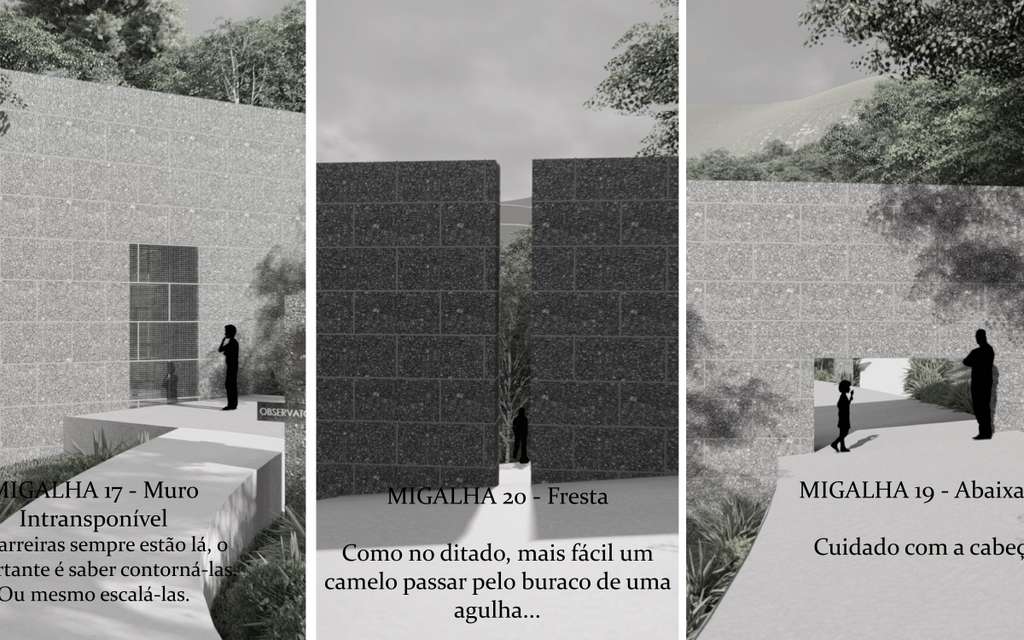 OBSERVATO
MIGALHA 17 - Muro
Intransponível
arreiras sempre estão lá, o
rtante é saber contorná-las.
Ou mesmo escalá-las.
MIGALHA 20 - Fresta
Como no ditado, mais fácil um
camelo passar pelo buraco de uma
agulha...
MIGALHA 19 - Abaixa
Cuidado com a cabeç